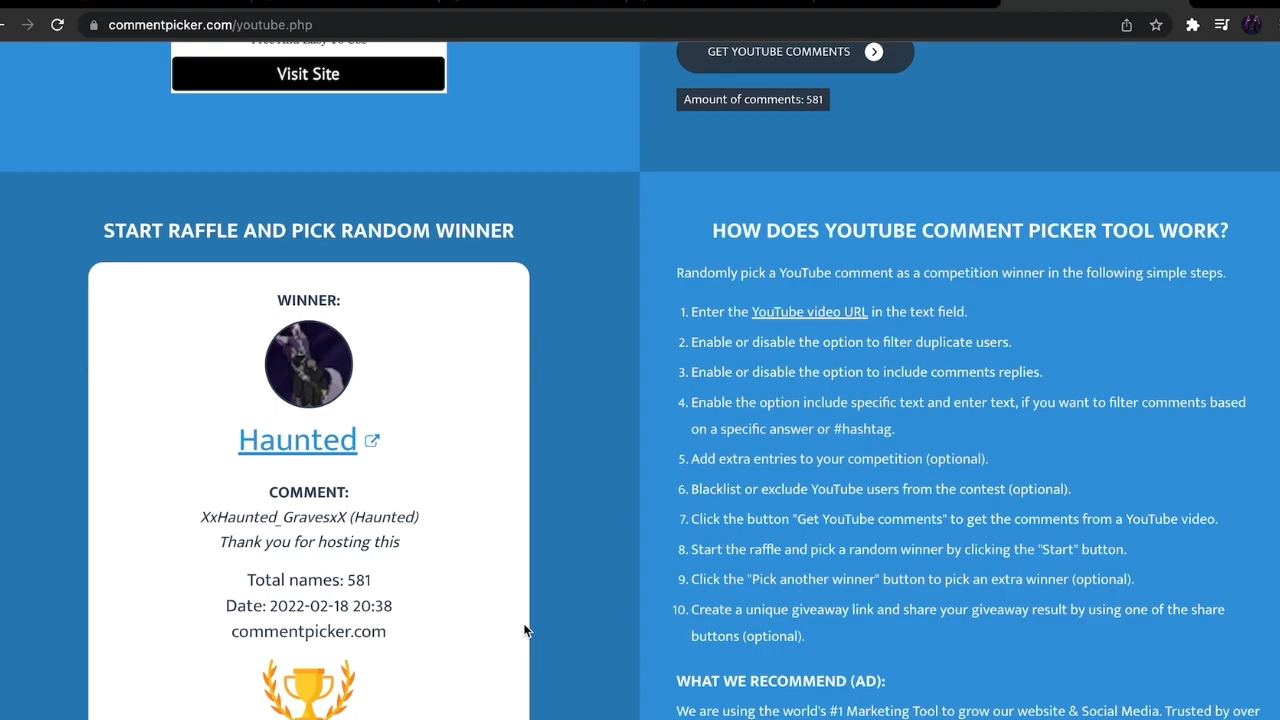 commentpicker.com/youtube.php
Free And Easy To Use
Visit Site
GET YOUTUBE COMMENTS
Amount of comments: 581
START RAFFLE AND PICK RANDOM WINNER
WINNER:
Haunted
COMMENT:
XxHaunted_GravesxX (Haunted)
Thank you for hosting this
Total names: 581
Date: 2022-02-18 20:38
commentpicker.com
HOW DOES YOUTUBE COMMENT PICKER TOOL WORK?
Randomly pick a YouTube comment as a competition winner in the following simple steps.
1. Enter the YouTube video URL in the text field.
2. Enable or disable the option to filter duplicate users.
3. Enable or disable the option to include comments replies.
4. Enable the option include specific text and enter text, if you want to filter comments based
on a specific answer or #hashtag.
5. Add extra entries to your competition (optional).
6. Blacklist or exclude YouTube users from the contest (optional).
7. Click the button "Get YouTube comments" to get the comments from a YouTube video.
8. Start the raffle and pick a random winner by clicking the "Start" button.
9. Click the "Pick another winner" button to pick an extra winner (optional).
10. Create a unique giveaway link and share your giveaway result by using one of the share
buttons (optional).
WHAT WE RECOMMEND (AD):
We are using the world's #1 Marketing Tool to grow our website & Social Media. Trusted by over